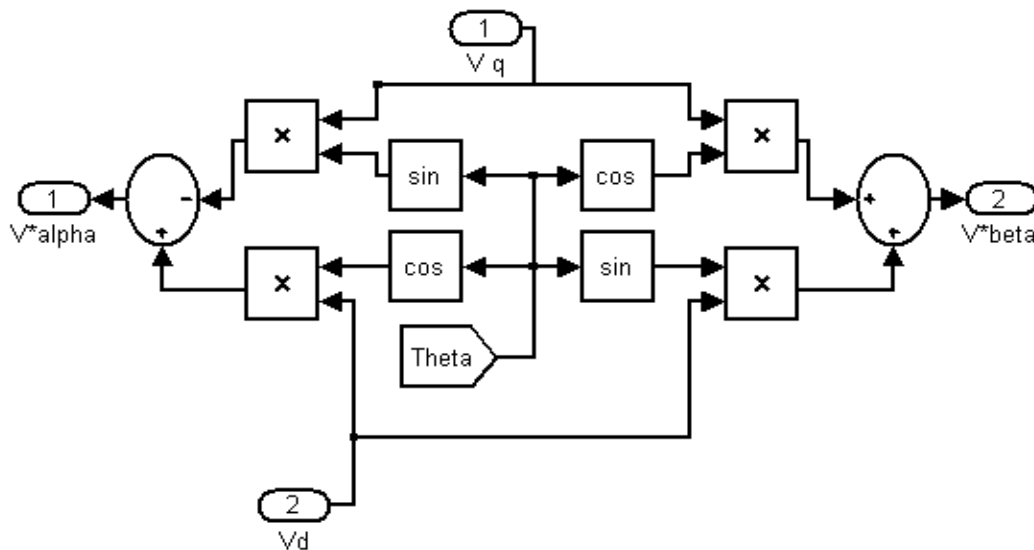 1
V q
×
sin
cos
×
1
V*alpha
-
+
+
+
2
V*beta
×
cos
sin
×
Theta
2
Vd